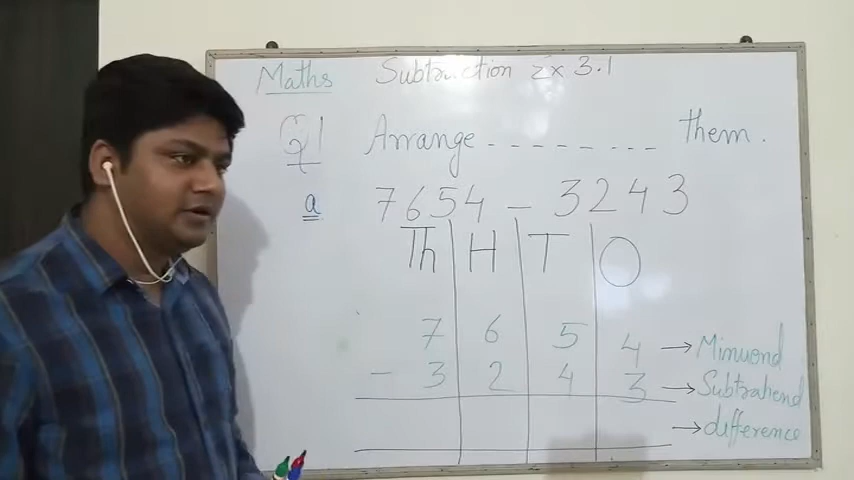 Maths Subtraction Ex 3.1
Q1 Arrange - - - - - - - - - them.
a 7654 - 3243
Th H T O
7 6 5 4 → Minuond
- 3 2 4 3 → Subtrahend
→ difference